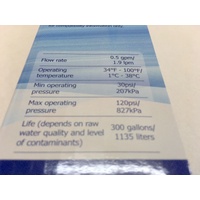 Flow rate
0.5 gpm/
1.9 lpm
Operating
temperature
34°F - 100°F/
1°C - 38°C
Min operating
pressure
30psi/
207kPa
Max operating
pressure
120psi/
827kPa
Life (depends on raw
water quality and level
of contaminants)
300 gallons/
1135 liters